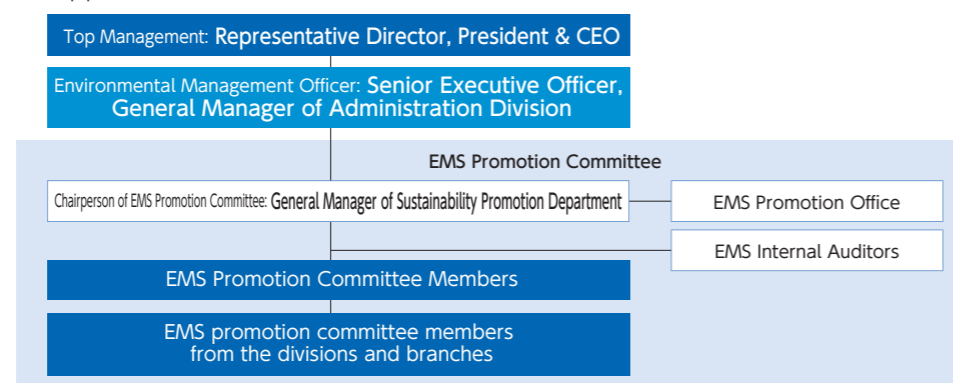 Top Management: Representative Director, President & CEO
Environmental Management Officer: Senior Executive Officer,
General Manager of Administration Division
EMS Promotion Committee
Chairperson of EMS Promotion Committee: General Manager of Sustainability Promotion Department
EMS Promotion Office
EMS Internal Auditors
EMS Promotion Committee Members
EMS promotion committee members
from the divisions and branches